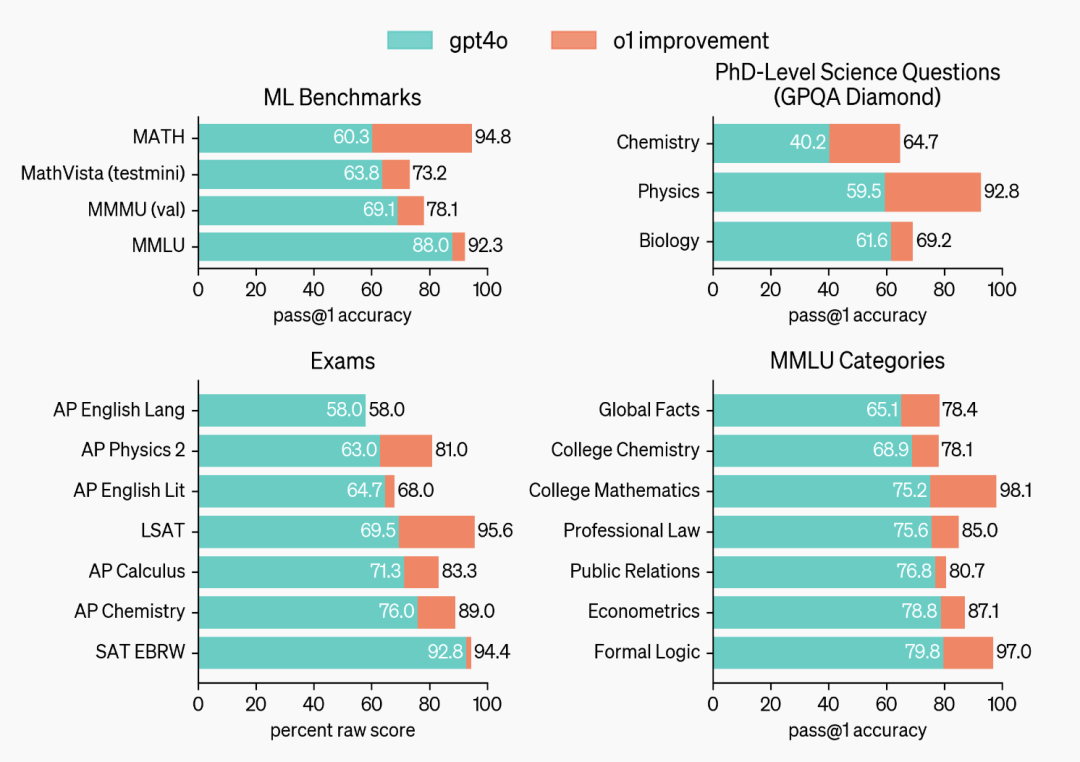 gpt4o
o1 improvement
ML Benchmarks
MATH
60.3
94.8
MathVista (testmini)
63.8
73.2
MMMU (val)
69.1
78.1
MMLU
88.0
92.3
0 20 40 60 80 100
pass@1 accuracy
PhD-Level Science Questions
(GPQA Diamond)
Chemistry
40.2
64.7
Physics
59.5
92.8
Biology
61.6
69.2
0 20 40 60 80 100
pass@1 accuracy
Exams
AP English Lang
58.0
58.0
AP Physics 2
63.0
81.0
AP English Lit
64.7
68.0
LSAT
69.5
95.6
AP Calculus
71.3
83.3
AP Chemistry
76.0
89.0
SAT EBRW
92.8
94.4
0 20 40 60 80 100
percent raw score
MMLU Categories
Global Facts
65.1
78.4
College Chemistry
68.9
78.1
College Mathematics
75.2
98.1
Professional Law
75.6
85.0
Public Relations
76.8
80.7
Econometrics
78.8
87.1
Formal Logic
79.8
97.0
0 20 40 60 80 100
pass@1 accuracy